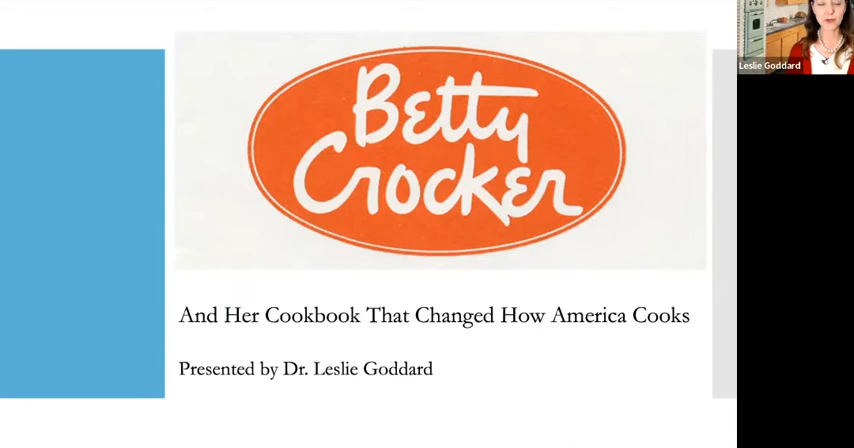 Betty
Crocker
And Her Cookbook That Changed How America Cooks
Presented by Dr. Leslie Goddard
Leslie Goddard